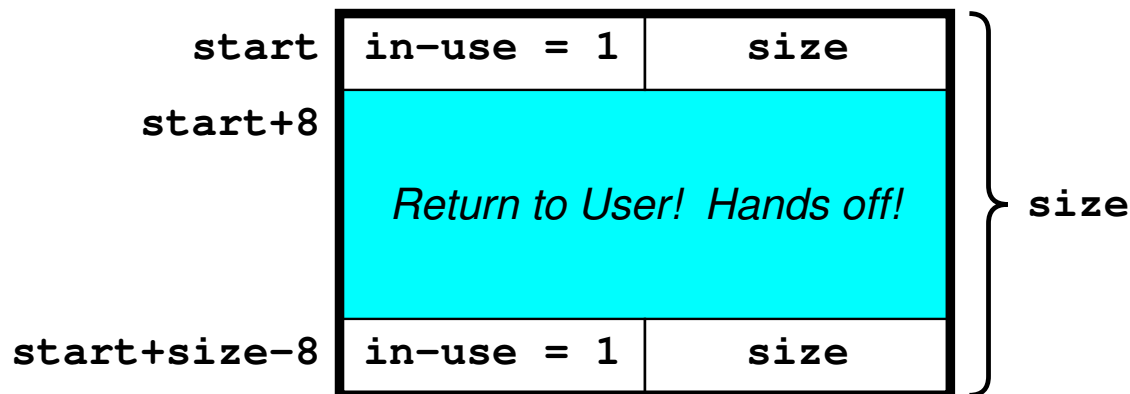 start in-use = 1 size
start+8
Return to User! Hands off!
size
start+size-8 in-use = 1 size